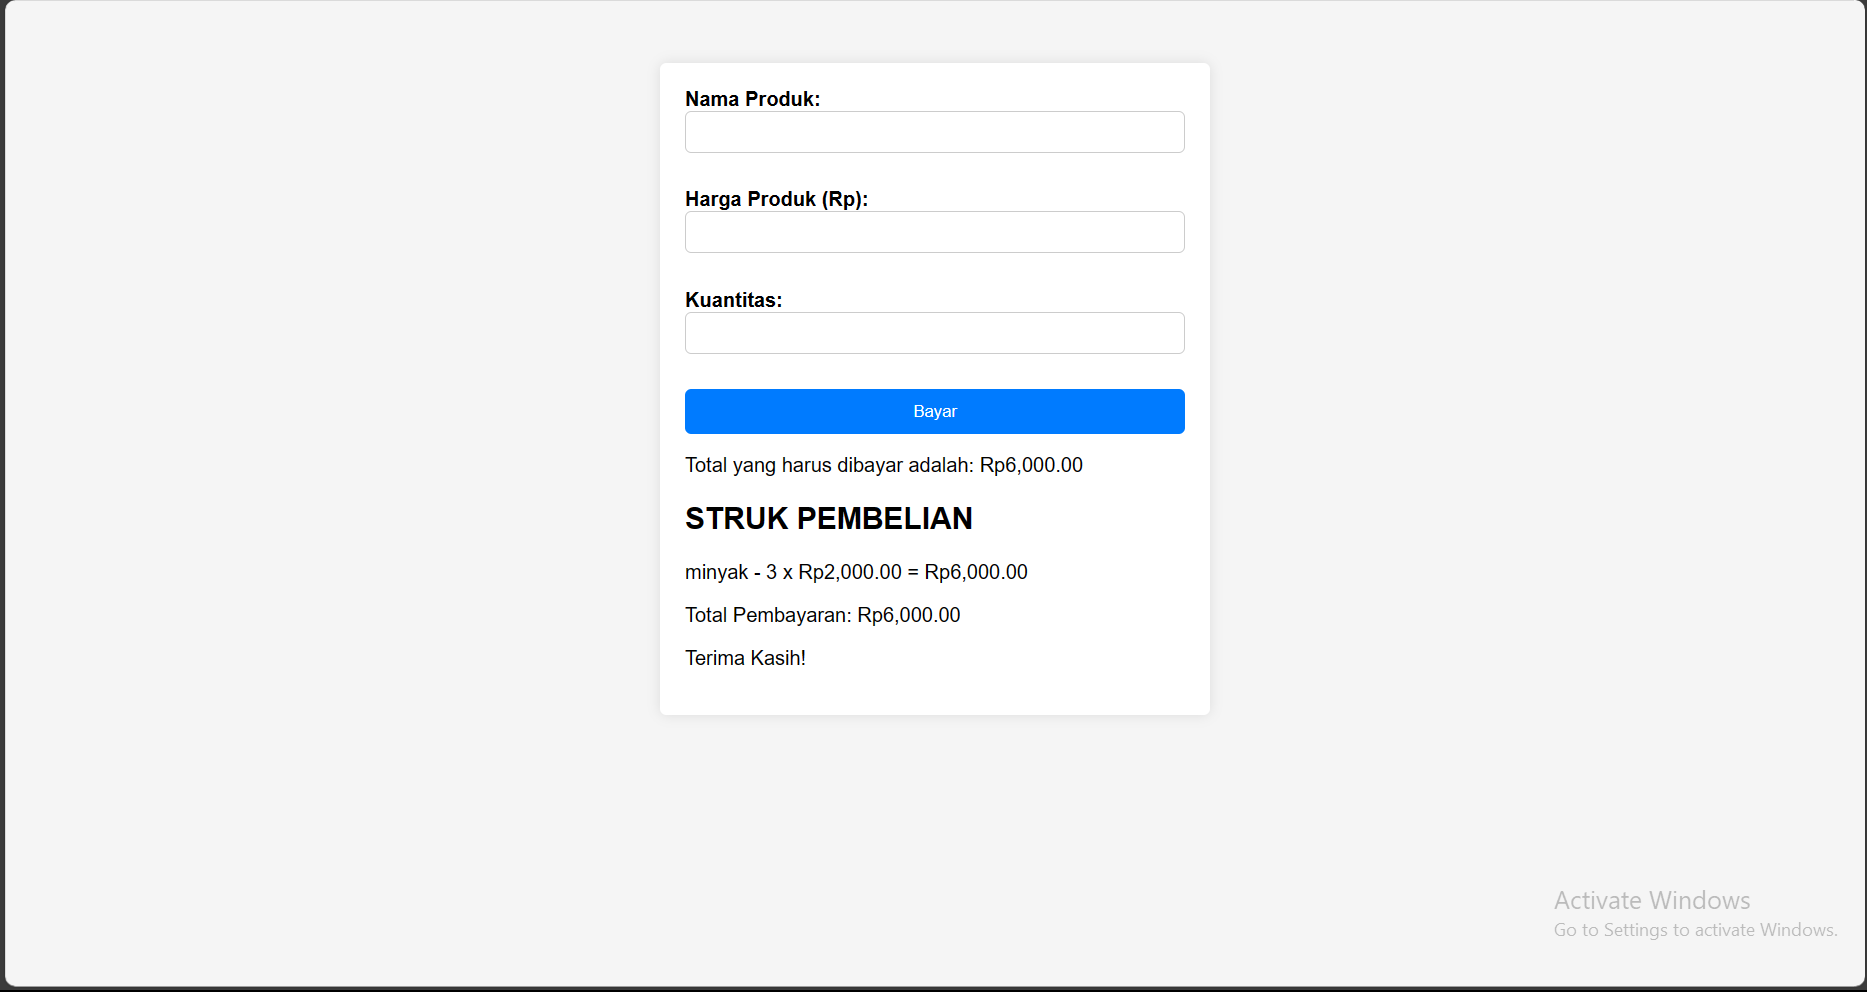 Nama Produk:
Harga Produk (Rp):
Kuantitas:
Bayar
Total yang harus dibayar adalah: Rp6,000.00
STRUK PEMBELIAN
minyak - 3 x Rp2,000.00 = Rp6,000.00
Total Pembayaran: Rp6,000.00
Terima Kasih!
Activate Windows
Go to Settings to activate Windows.